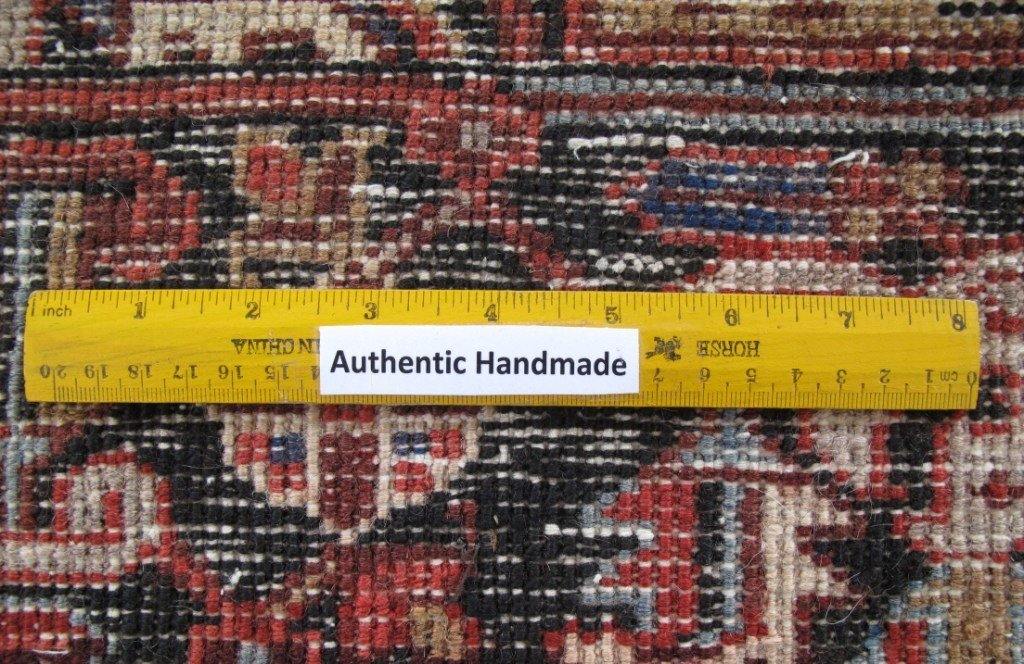 inch 1 2 3 4 5 6 7 8
IN CHINA
HORSE
Authentic Handmade
20 19 18 17 16 15 14 7 6 5 4 3 2 1 cm 0